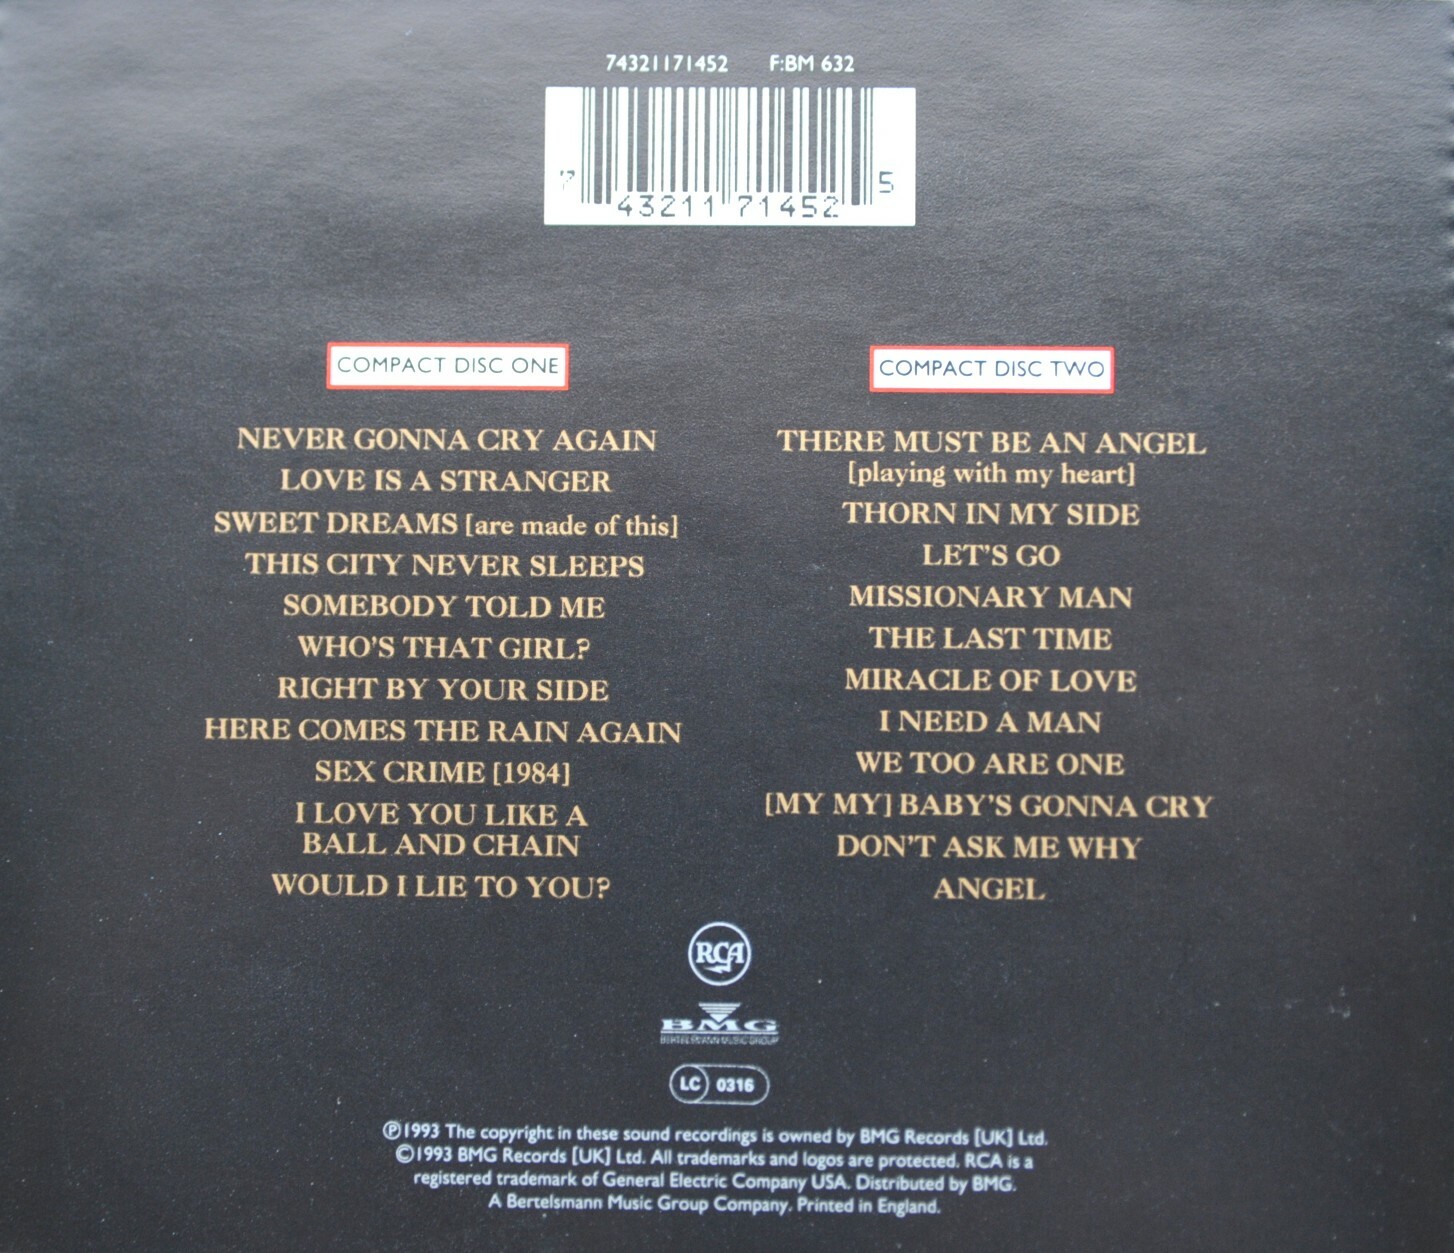 74321171452 F:BM 632
7 43211 71452 5
COMPACT DISC ONE
NEVER GONNA CRY AGAIN
LOVE IS A STRANGER
SWEET DREAMS [are made of this]
THIS CITY NEVER SLEEPS
SOMEBODY TOLD ME
WHO'S THAT GIRL?
RIGHT BY YOUR SIDE
HERE COMES THE RAIN AGAIN
SEX CRIME [1984]
I LOVE YOU LIKE A
BALL AND CHAIN
WOULD I LIE TO YOU?
COMPACT DISC TWO
THERE MUST BE AN ANGEL
[playing with my heart]
THORN IN MY SIDE
LET'S GO
MISSIONARY MAN
THE LAST TIME
MIRACLE OF LOVE
I NEED A MAN
WE TOO ARE ONE
[MY MY] BABY'S GONNA CRY
DON'T ASK ME WHY
ANGEL
RCA
BMG
BERTELSMANN MUSIC GROUP
LC 0316
℗1993 The copyright in these sound recordings is owned by BMG Records [UK] Ltd.
©1993 BMG Records [UK] Ltd. All trademarks and logos are protected. RCA is a
registered trademark of General Electric Company USA. Distributed by BMG.
A Bertelsmann Music Group Company. Printed in England.